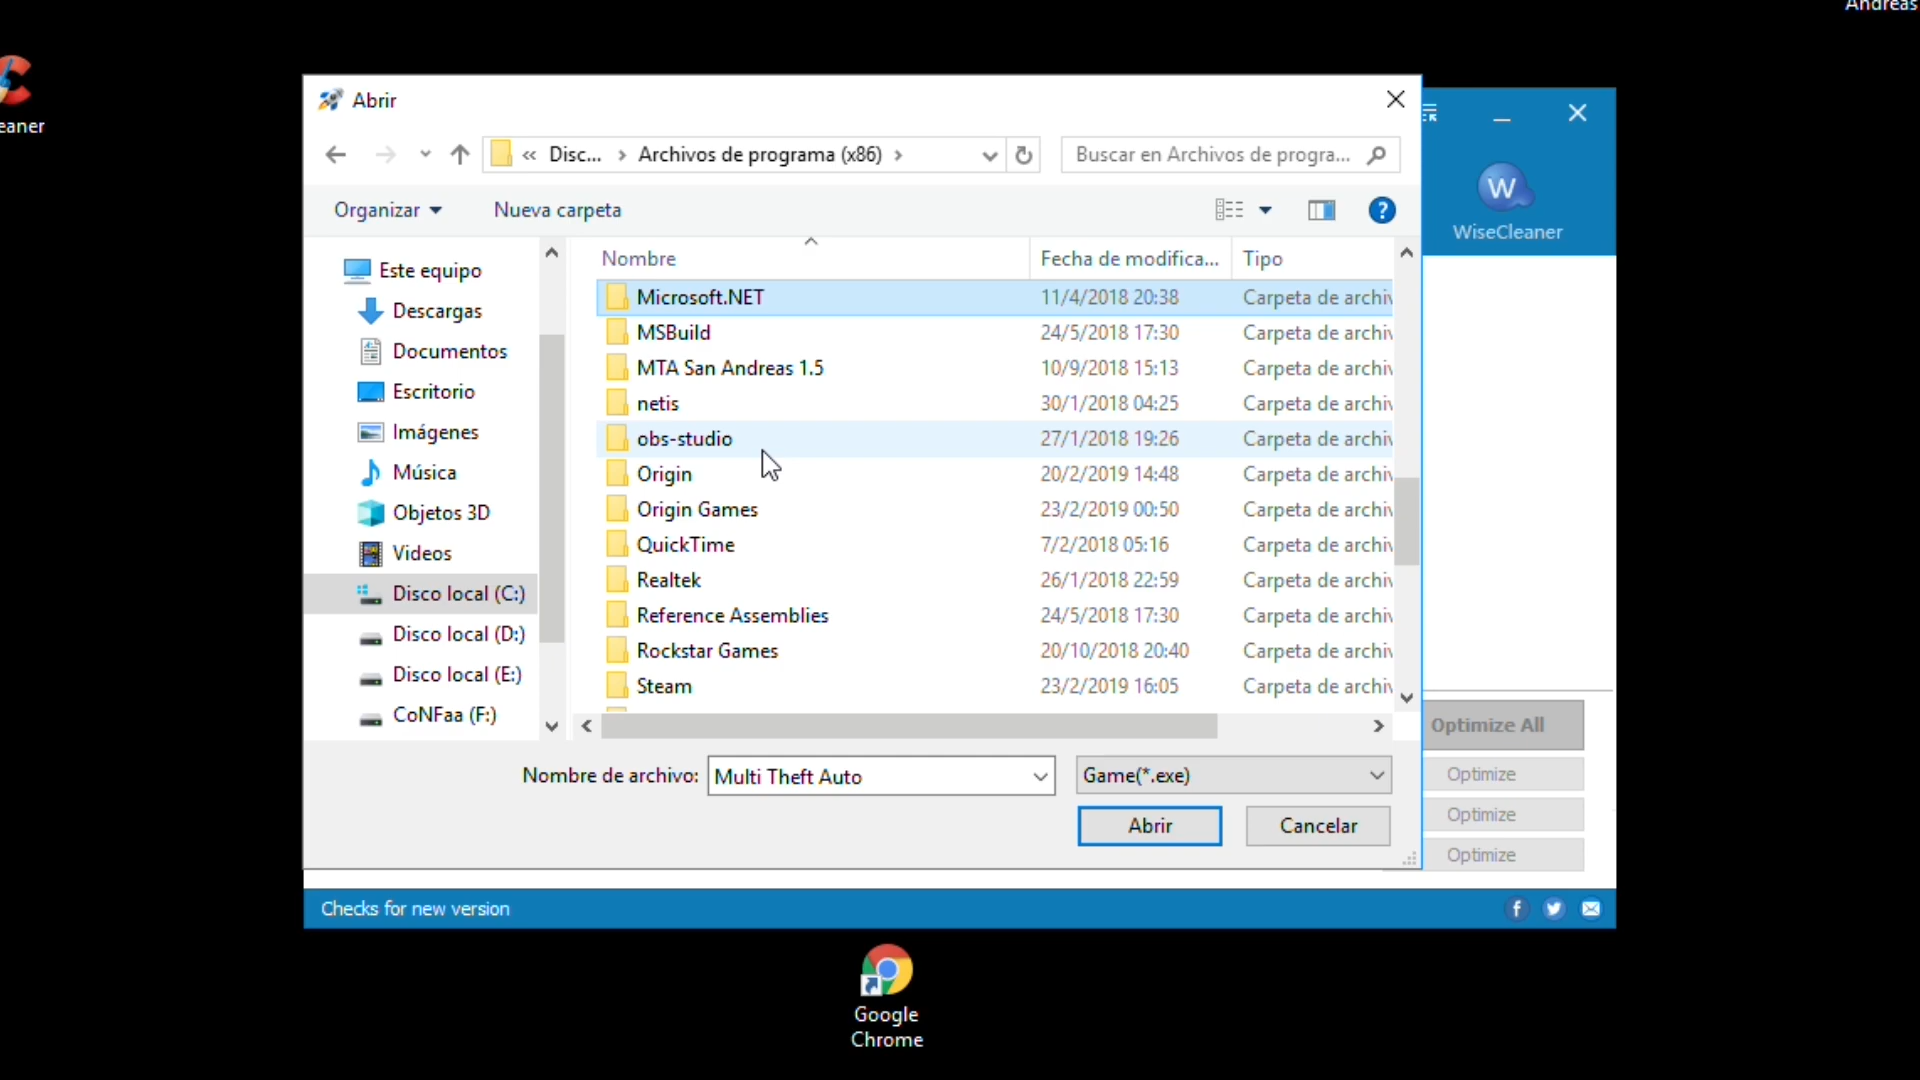 Andreas
eaner
Abrir
« Disc... › Archivos de programa (x86) ›
Buscar en Archivos de progra...
Organizar
Nueva carpeta
?
W
WiseCleaner
Este equipo
Descargas
Documentos
Escritorio
Imágenes
Música
Objetos 3D
Videos
Disco local (C:)
Disco local (D:)
Disco local (E:)
CoNFaa (F:)
Nombre Fecha de modifica... Tipo
Microsoft.NET 11/4/2018 20:38 Carpeta de archiv
MSBuild 24/5/2018 17:30 Carpeta de archiv
MTA San Andreas 1.5 10/9/2018 15:13 Carpeta de archiv
netis 30/1/2018 04:25 Carpeta de archiv
obs-studio 27/1/2018 19:26 Carpeta de archiv
Origin 20/2/2019 14:48 Carpeta de archiv
Origin Games 23/2/2019 00:50 Carpeta de archiv
QuickTime 7/2/2018 05:16 Carpeta de archiv
Realtek 26/1/2018 22:59 Carpeta de archiv
Reference Assemblies 24/5/2018 17:30 Carpeta de archiv
Rockstar Games 20/10/2018 20:40 Carpeta de archiv
Steam 23/2/2019 16:05 Carpeta de archiv
Nombre de archivo: Multi Theft Auto
Game(*.exe)
Abrir
Cancelar
Optimize All
Optimize
Optimize
Optimize
Checks for new version
Google
Chrome